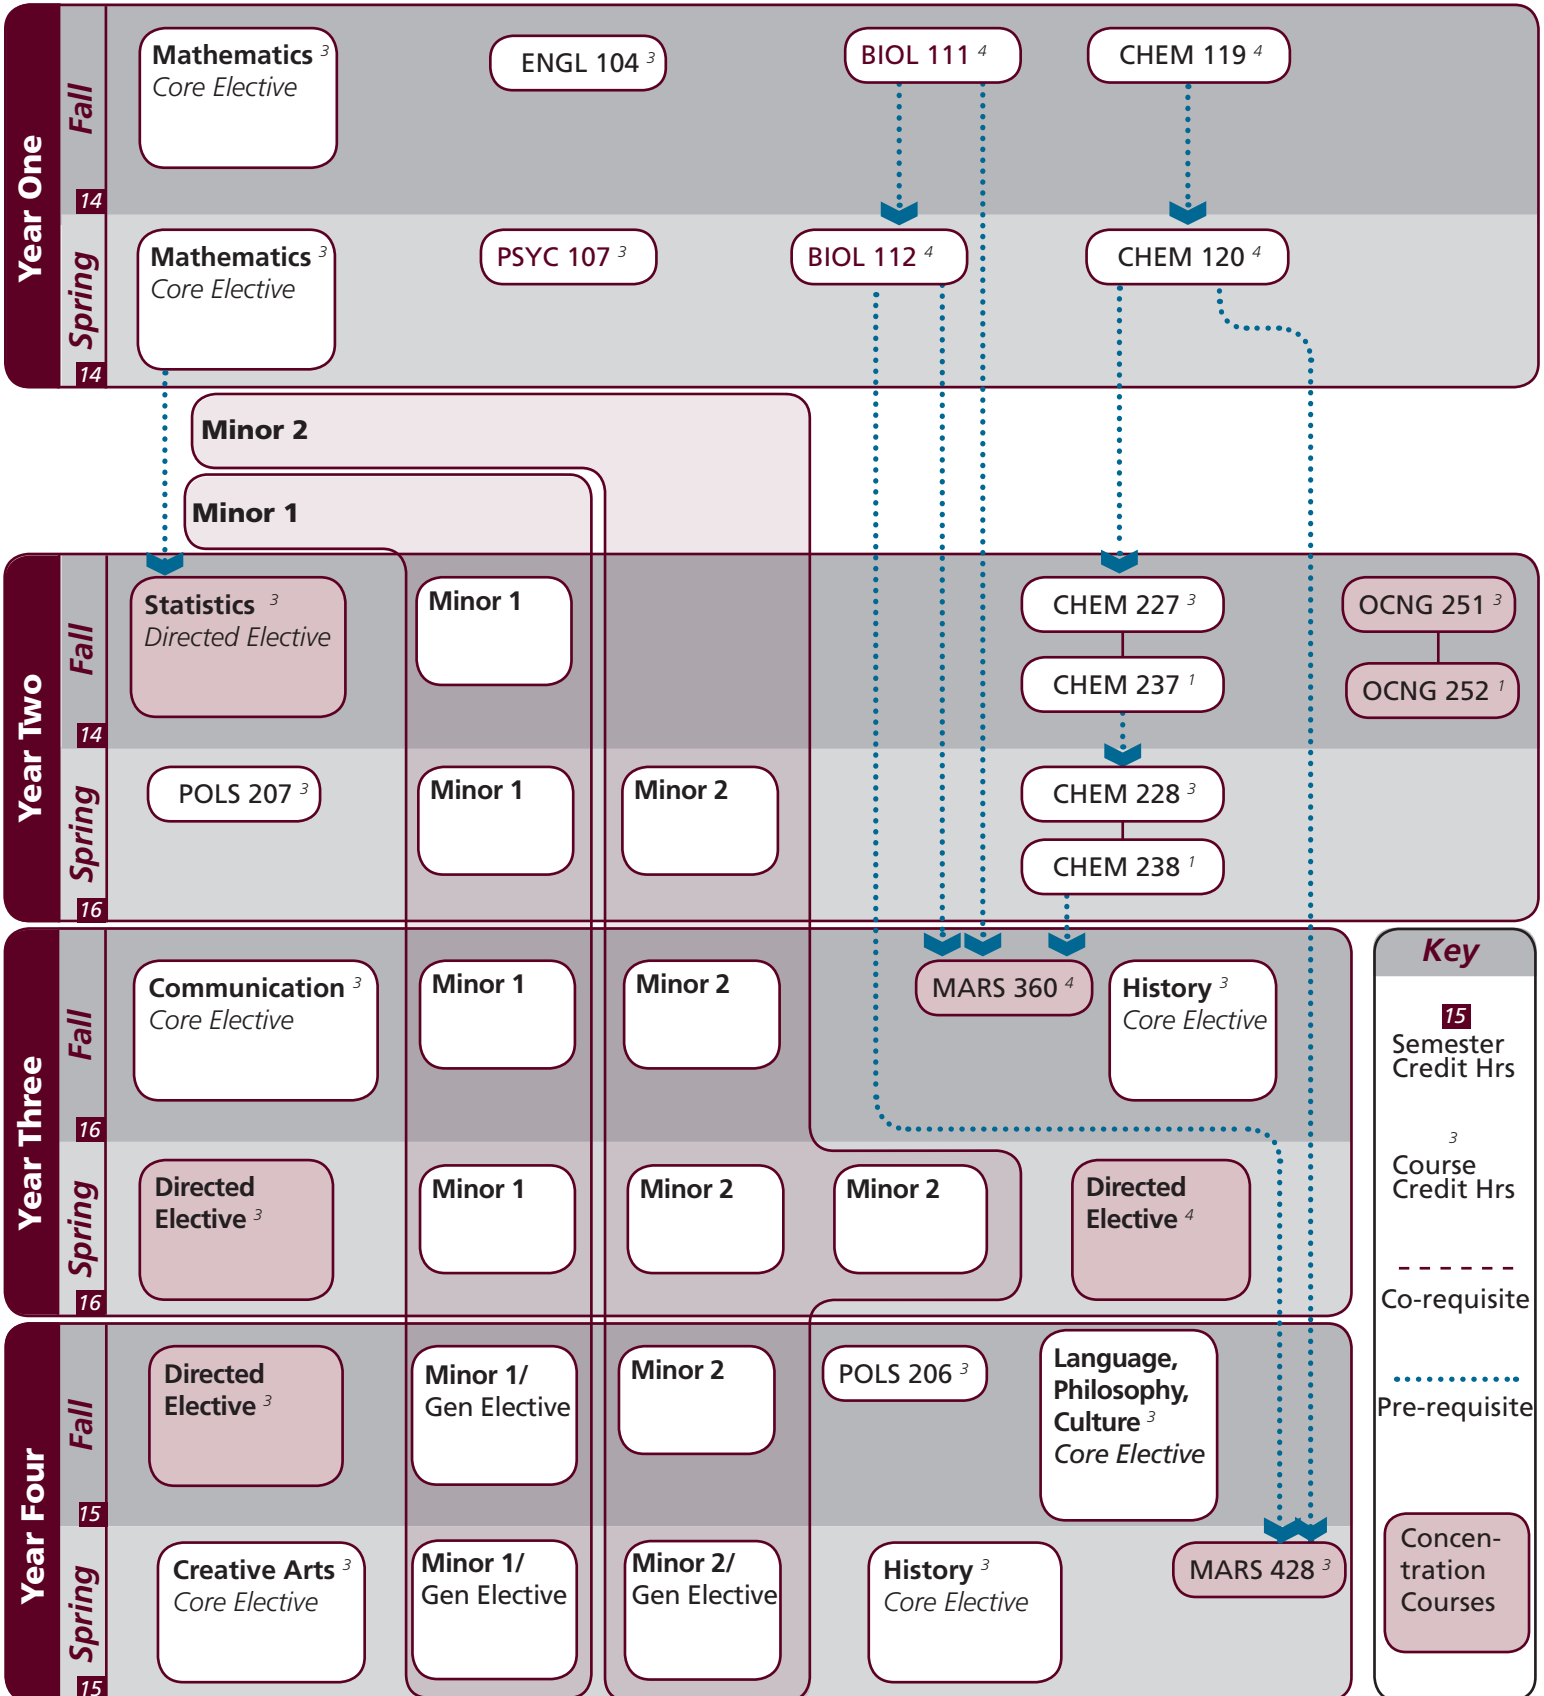 Year One
Fall
14
Mathematics 3
Core Elective
ENGL 104 3
BIOL 111 4
CHEM 119 4
Spring
14
Mathematics 3
Core Elective
PSYC 107 3
BIOL 112 4
CHEM 120 4
Minor 2
Minor 1
Year Two
Fall
14
Statistics 3
Directed Elective
Minor 1
CHEM 227 3
CHEM 237 1
OCNG 251 3
OCNG 252 1
Spring
16
POLS 207 3
Minor 1
Minor 2
CHEM 228 3
CHEM 238 1
Year Three
Fall
16
Communication 3
Core Elective
Minor 1
Minor 2
MARS 360 4
History 3
Core Elective
Spring
16
Directed
Elective 3
Minor 1
Minor 2
Minor 2
Directed
Elective 4
Year Four
Fall
15
Directed
Elective 3
Minor 1/
Gen Elective
Minor 2
POLS 206 3
Language,
Philosophy,
Culture 3
Core Elective
Spring
15
Creative Arts 3
Core Elective
Minor 1/
Gen Elective
Minor 2/
Gen Elective
History 3
Core Elective
MARS 428 3
Key
15
Semester
Credit Hrs
3
Course
Credit Hrs
Co-requisite
Pre-requisite
Concen-
tration
Courses